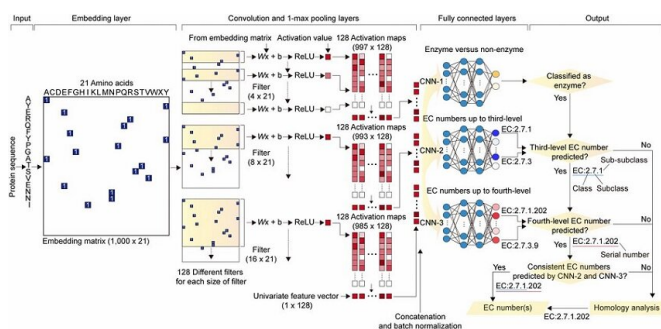 Input
Embedding layer
Convolution and 1-max pooling layers
Fully connected layers
Output
21 Amino acids
ACDEFGHIKLMNPQRSTVWXY
Protein sequence
Embedding matrix (1,000 x 21)
From embedding matrix
Activation value
128 Activation maps
(997 x 128)
Wx + b
ReLU
Wx + b
ReLU
Filter
(4 x 21)
Wx + b
ReLU
128 Activation maps
(993 x 128)
Wx + b
ReLU
Filter
(8 x 21)
Wx + b
ReLU
128 Activation maps
(985 x 128)
Wx + b
ReLU
Filter
(16 x 21)
128 Different filters
for each size of filter
Univariate feature vector
(1 x 128)
Concatenation
and batch normalization
Enzyme versus non-enzyme
CNN-1
EC numbers up to third-level
CNN-2
EC:2.7.1
EC:2.7.3
EC numbers up to fourth-level
CNN-3
EC:2.7.1.202
EC:2.7.3.9
Classified as
enzyme?
Yes
No
Third-level EC number
predicted?
EC:2.7.1
Sub-subclass
Class
Subclass
Yes
No
Fourth-level EC number
predicted?
EC:2.7.1.202
Yes
Serial number
Consistent EC numbers
predicted by CNN-2 and CNN-3?
Yes
No
EC:2.7.1.202
EC number(s)
Homology analysis
EC:2.7.1.202